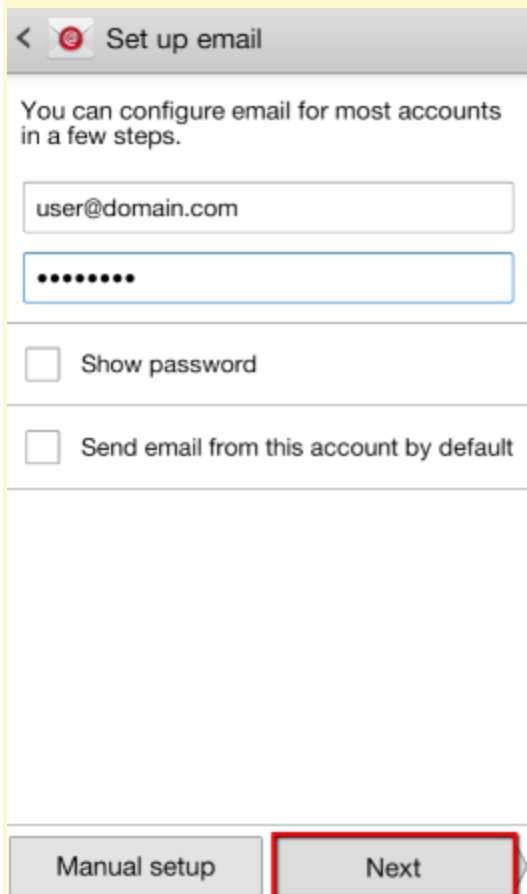 Set up email
You can configure email for most accounts
in a few steps.
user@domain.com
••••••••
Show password
Send email from this account by default
Manual setup
Next